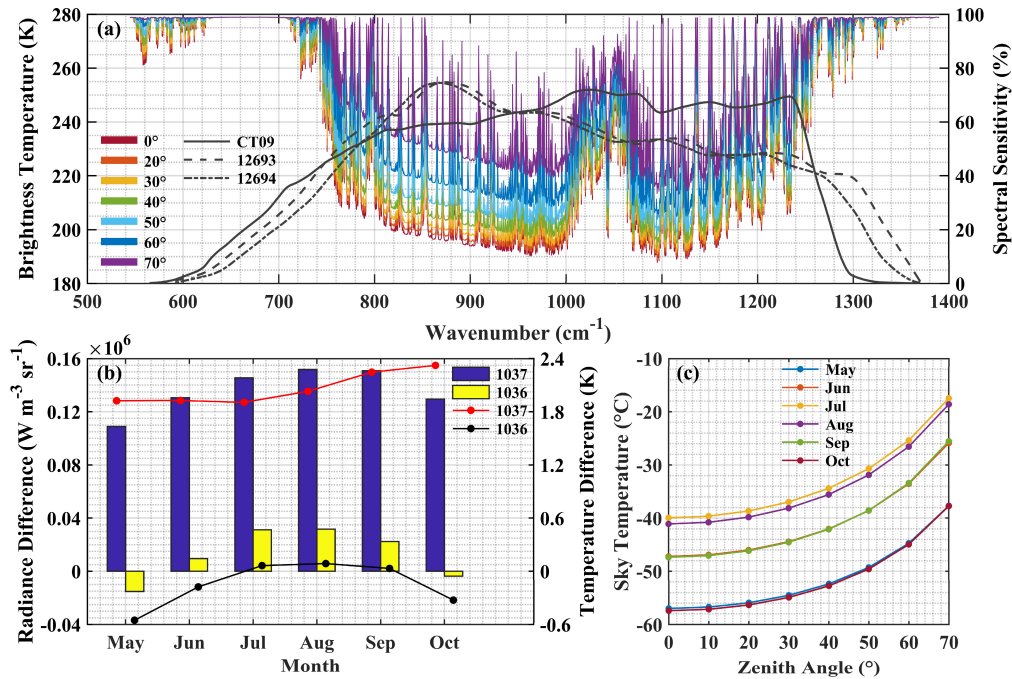 (a)
Brightness Temperature (K)
280
260
240
220
200
180
100
80
60
40
20
0
Spectral Sensitivity (%)
0°
20°
30°
40°
50°
60°
70°
CT09
12693
12694
500 600 700 800 900 1000 1100 1200 1300 1400
Wavenumber (cm⁻¹)
×10⁶
(b)
Radiance Difference (W m⁻³ sr⁻¹)
0.16
0.12
0.08
0.04
0
-0.04
1037
1036
1037
1036
2.4
1.8
1.2
0.6
0
-0.6
Temperature Difference (K)
May Jun Jul Aug Sep Oct
Month
(c)
Sky Temperature (°C)
-10
-20
-30
-40
-50
-60
May
Jun
Jul
Aug
Sep
Oct
0 10 20 30 40 50 60 70
Zenith Angle (°)